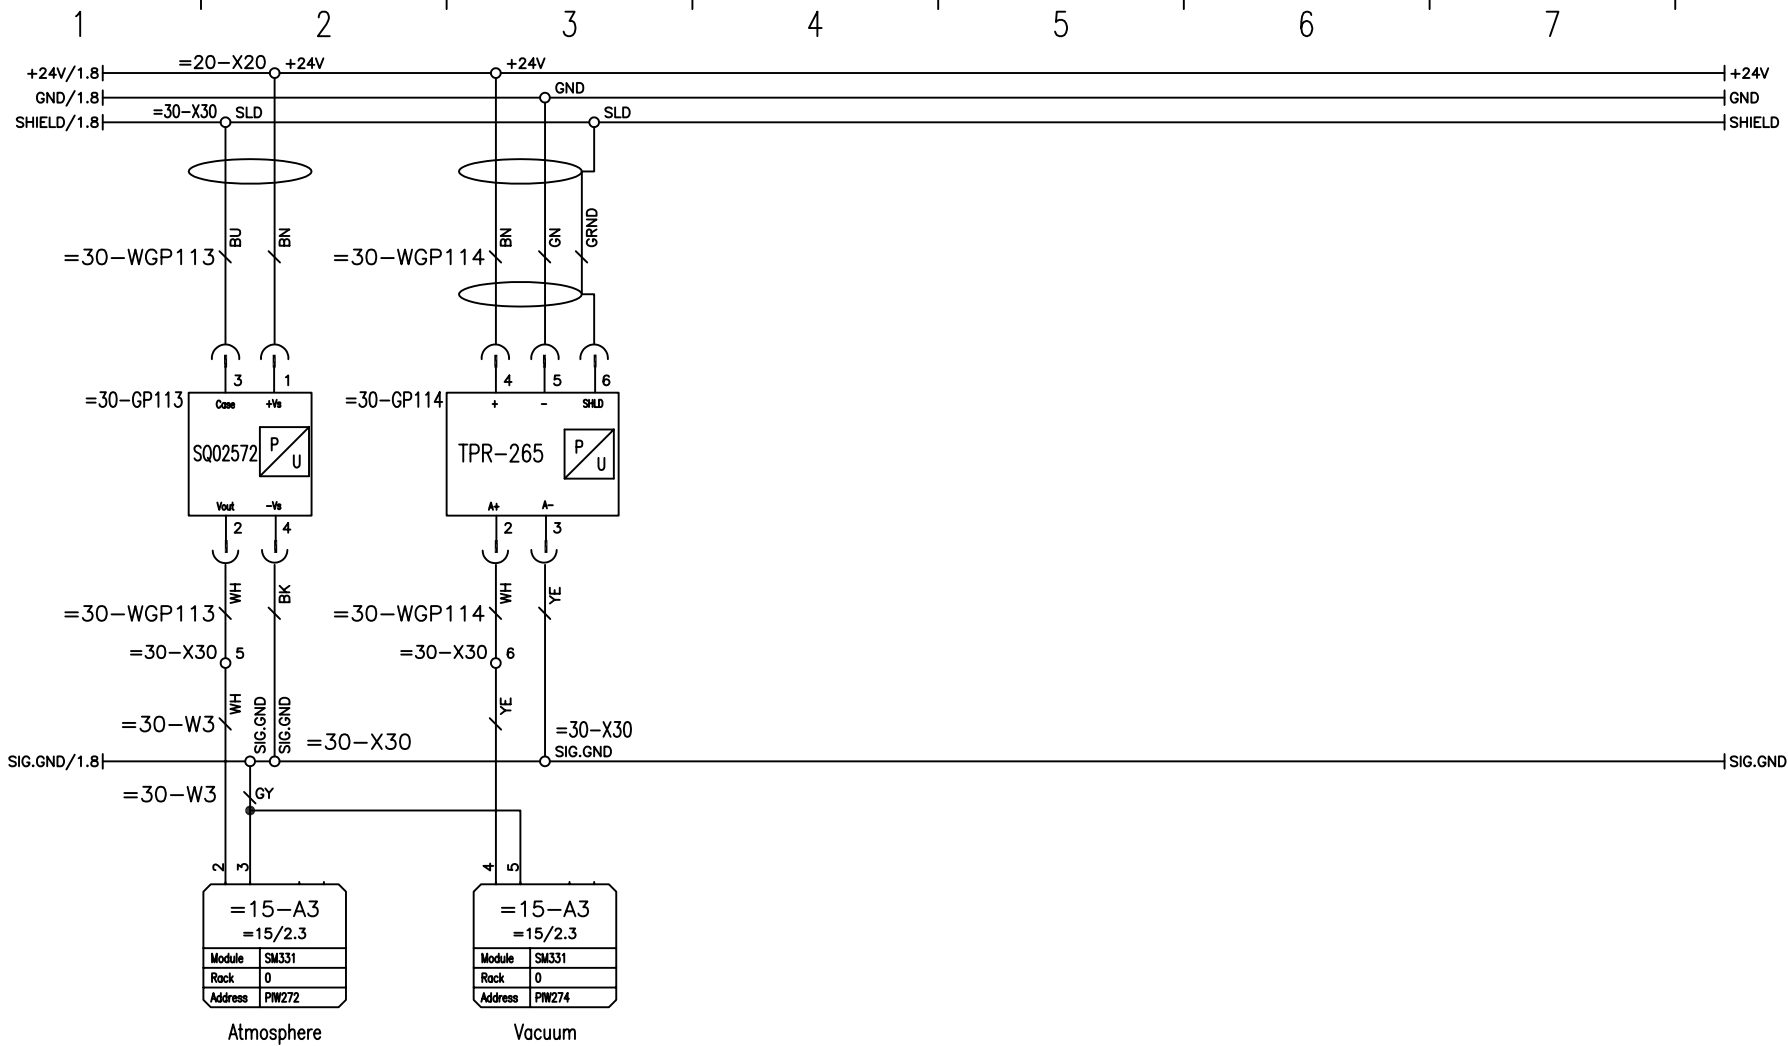 1 2 3 4 5 6 7
=20-X20 +24V +24V
+24V/1.8 +24V
GND
GND/1.8 GND
=30-X30 SLD SLD
SHIELD/1.8 SHIELD
BU BN BN GN GRND
=30-WGP113 =30-WGP114
3 1 4 5 6
=30-GP113 =30-GP114
Case +Vs + - SHLD
SQ02572 P U TPR-265 P U
Vout -Vs A+ A-
2 4 2 3
WH BK WH YE
=30-WGP113 =30-WGP114
=30-X30 5 =30-X30 6
WH SIG.GND SIG.GND YE
=30-W3 =30-X30
=30-X30 SIG.GND
SIG.GND/1.8 SIG.GND
=30-W3 GY
2 3 4 5
=15-A3 =15-A3
=15/2.3 =15/2.3
Module SM331 Module SM331
Rack 0 Rack 0
Address PIW272 Address PIW274
Atmosphere Vacuum